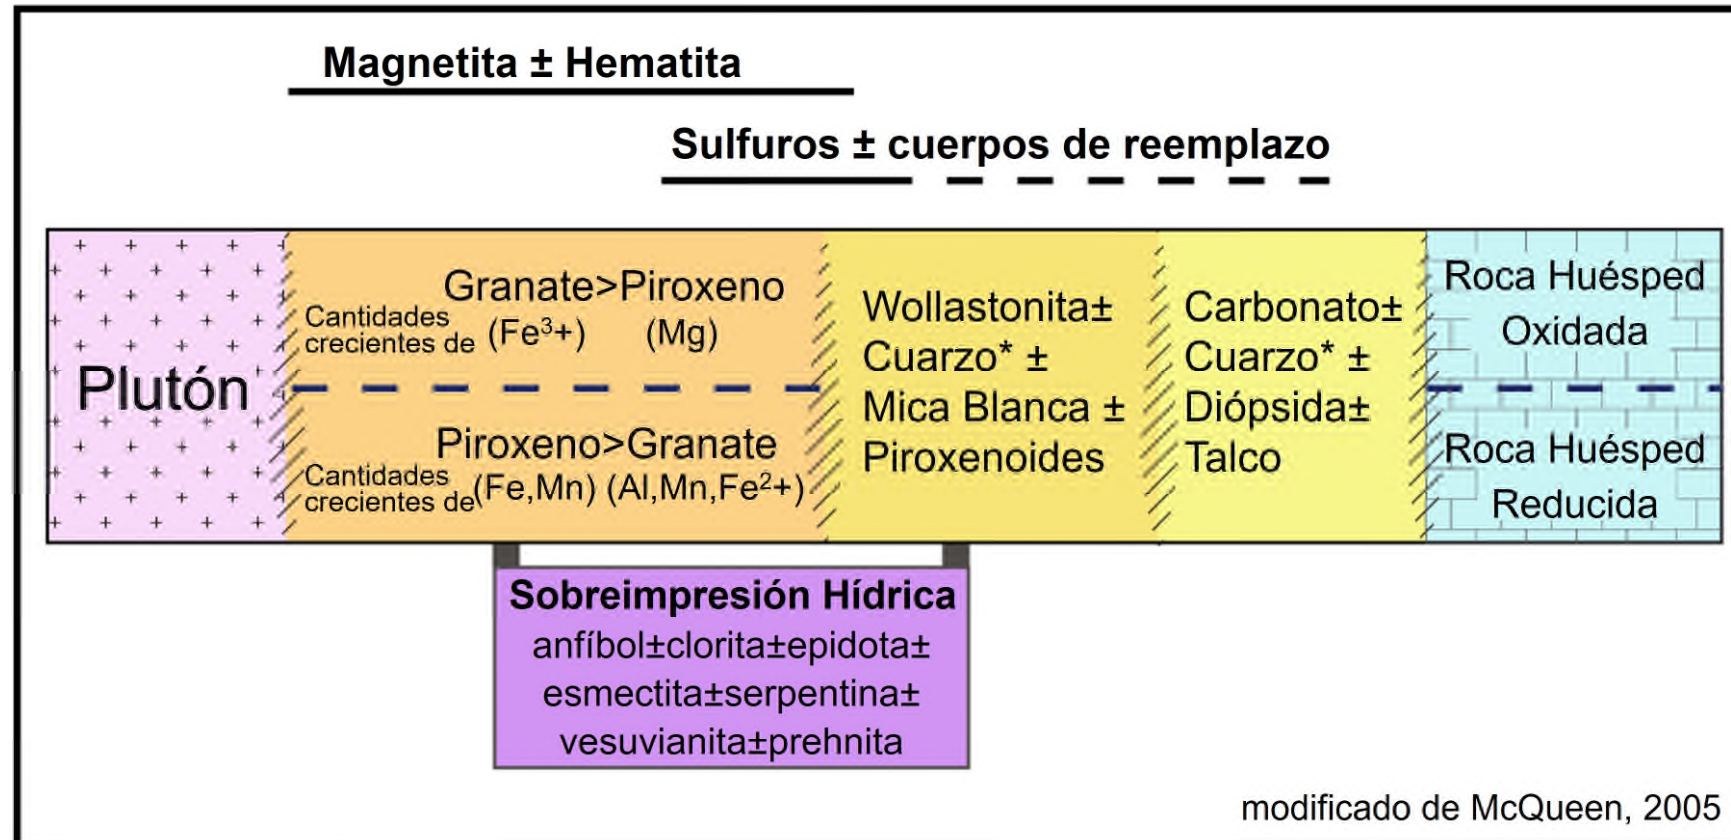 Magnetita ± Hematita
Sulfuros ± cuerpos de reemplazo
Plutón
Granate>Piroxeno
Cantidades
crecientes de (Fe³+) (Mg)
Piroxeno>Granate
Cantidades
crecientes de (Fe,Mn) (Al,Mn,Fe²+)
Wollastonita±
Cuarzo* ±
Mica Blanca ±
Piroxenoides
Carbonato±
Cuarzo* ±
Diópsida±
Talco
Roca Huésped
Oxidada
Roca Huésped
Reducida
Sobreimpresión Hídrica
anfíbol±clorita±epidota±
esmectita±serpentina±
vesuvianita±prehnita
modificado de McQueen, 2005